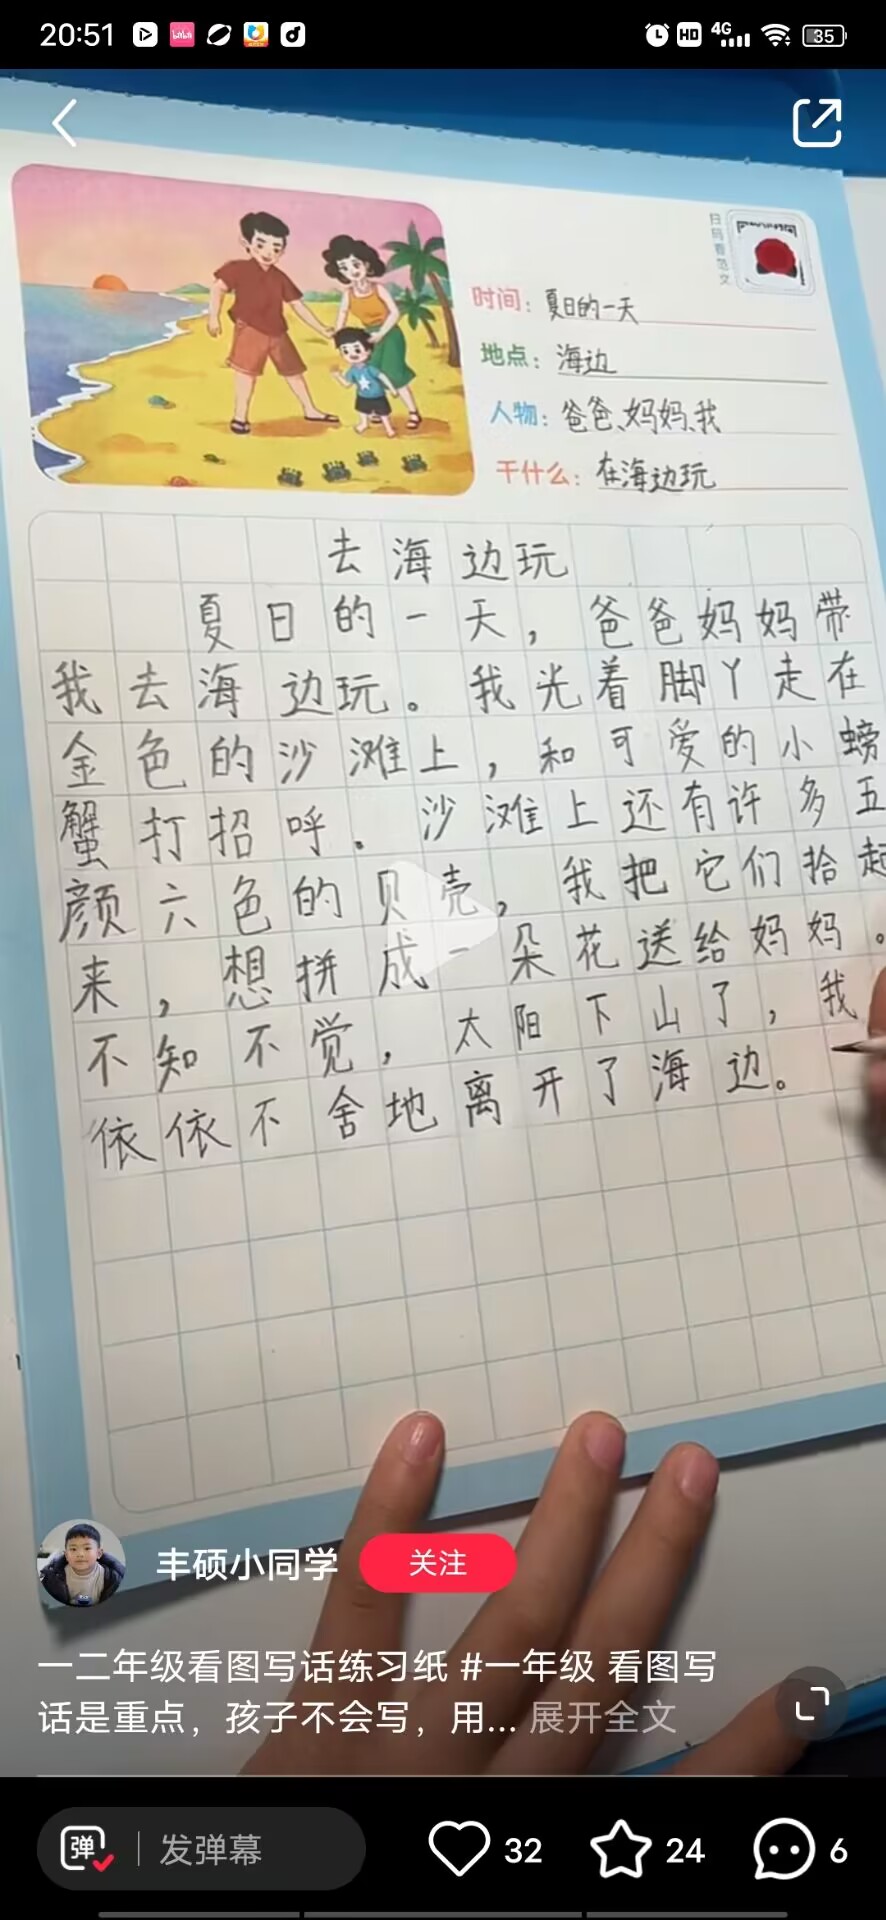 20:51
HD
4G
35
扫码看范文
时间：夏日的一天
地点：海边
人物：爸爸、妈妈、我
干什么：在海边玩
去海边玩
夏日的一天，爸爸妈妈带
我去海边玩。我光着脚丫走在
金色的沙滩上，和可爱的小螃
蟹打招呼。沙滩上还有许多五
颜六色的贝壳，我把它们拾起
来，想拼成一朵花送给妈妈。
不知不觉，太阳下山了，我
依依不舍地离开了海边。
丰硕小同学
关注
一二年级看图写话练习纸 #一年级 看图写
话是重点，孩子不会写，用... 展开全文
弹
发弹幕
32
24
6